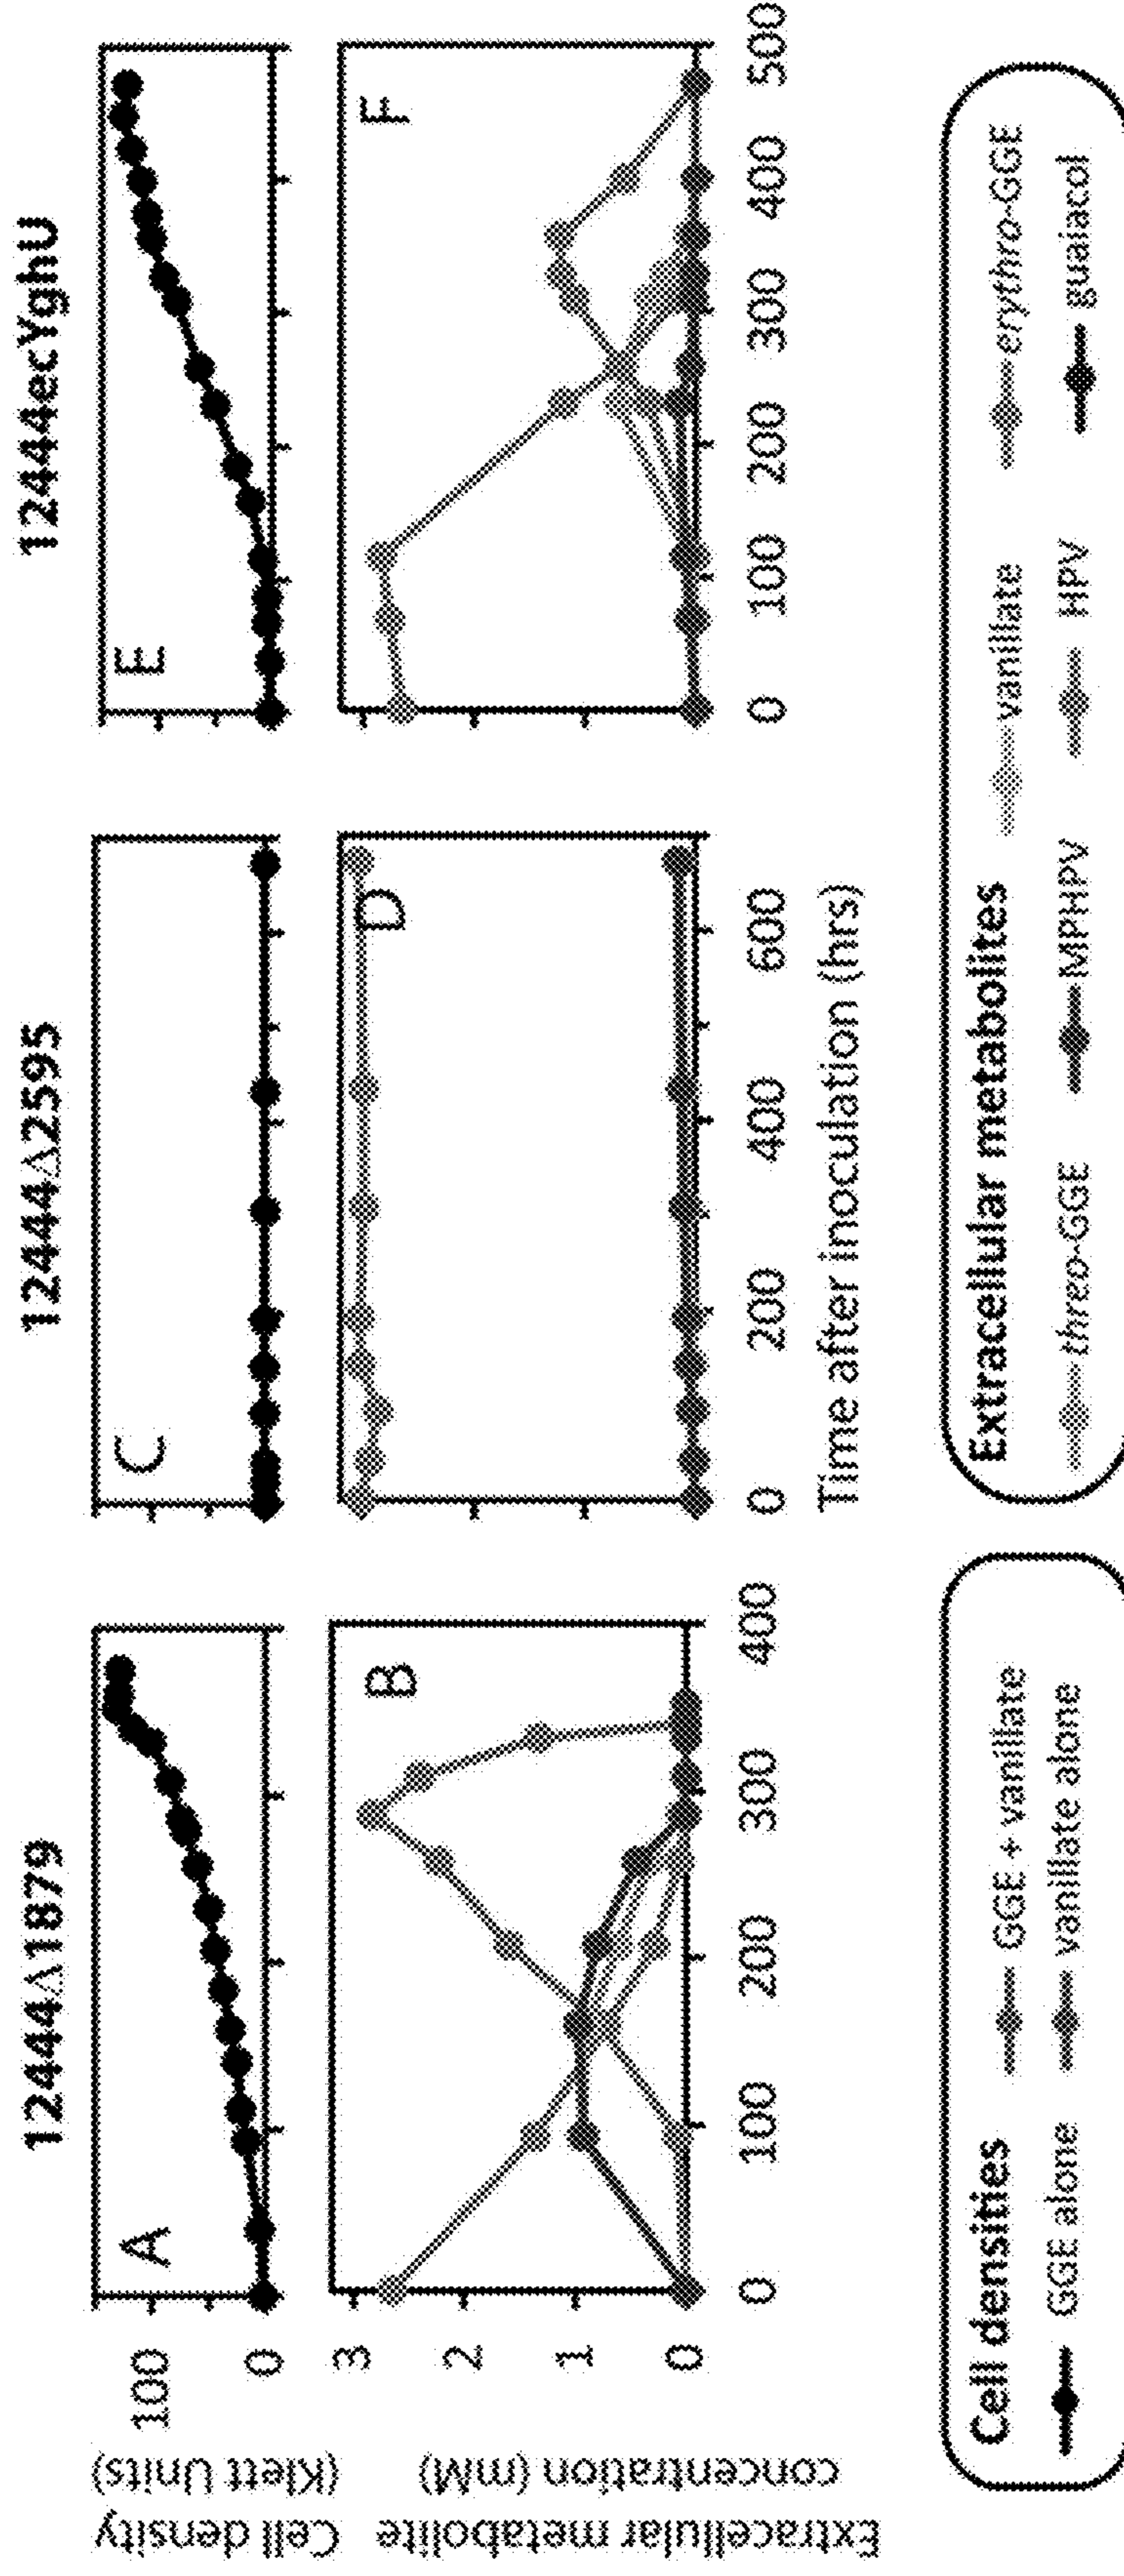 12444Δ1879
12444Δ2595
12444ecYghU
Cell density
(Klett Units)
100
0
A
C
E
Extracellular metabolite
concentration (mM)
3
2
1
0
B
D
F
0 100 200 300 400
0 200 400 600
0 100 200 300 400 500
Time after inoculation (hrs)
Cell densities
GGE + vanillate
GGE alone
vanillate alone
Extracellular metabolites
vanillate
erythro-GGE
threo-GGE
MPHPV
HPV
guaiacol